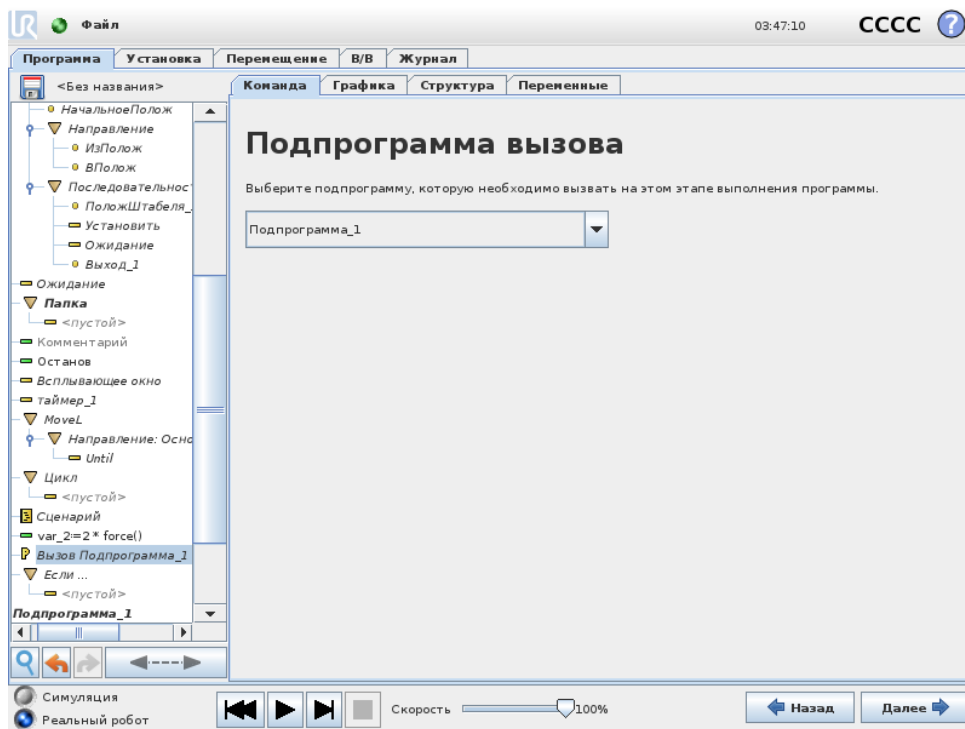 UR Файл 03:47:10 CCCC ?
Программа Установка Перемещение В/В Журнал
<Без названия>
Команда Графика Структура Переменные
НачальноеПолож
Направление
ИзПолож
ВПолож
Последовательнос
ПоложШтабеля_
Установить
Ожидание
Выход_1
Ожидание
Папка
<пустой>
Комментарий
Останов
Всплывающее окно
таймер_1
MoveL
Направление: Осно
Until
Цикл
<пустой>
Сценарий
var_2:=2 * force()
Вызов Подпрограмма_1
Если ...
<пустой>
Подпрограмма_1
Подпрограмма вызова
Выберите подпрограмму, которую необходимо вызвать на этом этапе выполнения программы.
Подпрограмма_1
Симуляция
Реальный робот
Скорость 100%
Назад Далее